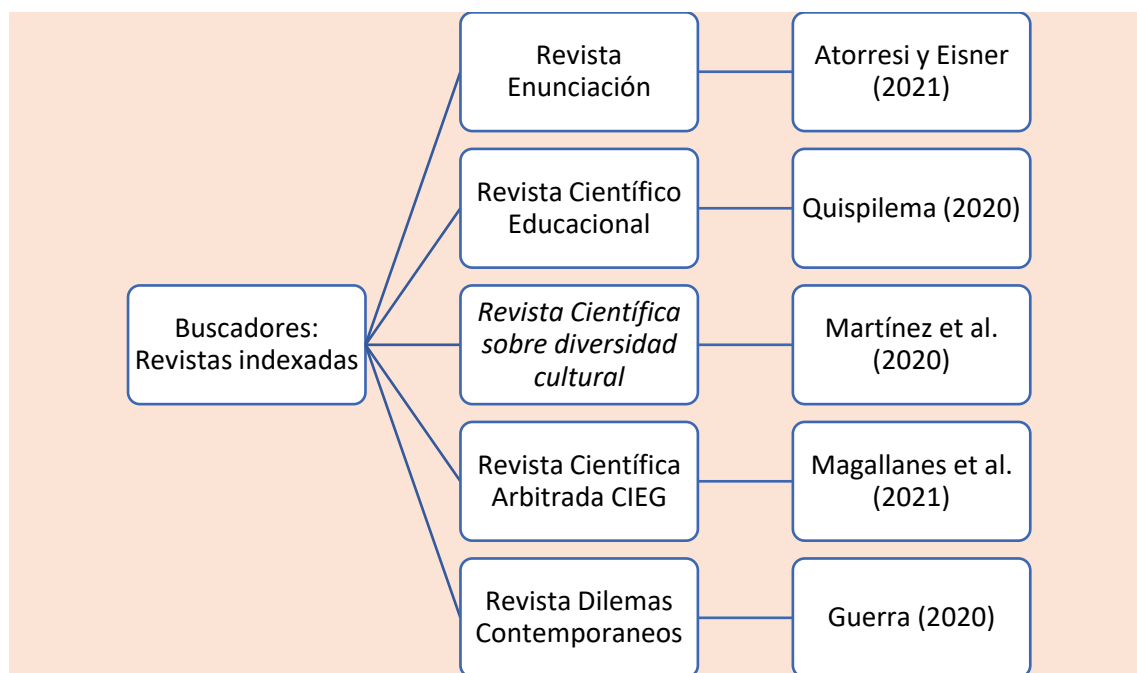 Buscadores:
Revistas indexadas
Revista
Enunciación
Atorresi y Eisner
(2021)
Revista Científico
Educacional
Quispilema (2020)
Revista Científica
sobre diversidad
cultural
Martínez et al.
(2020)
Revista Científica
Arbitrada CIEG
Magallanes et al.
(2021)
Revista Dilemas
Contemporaneos
Guerra (2020)